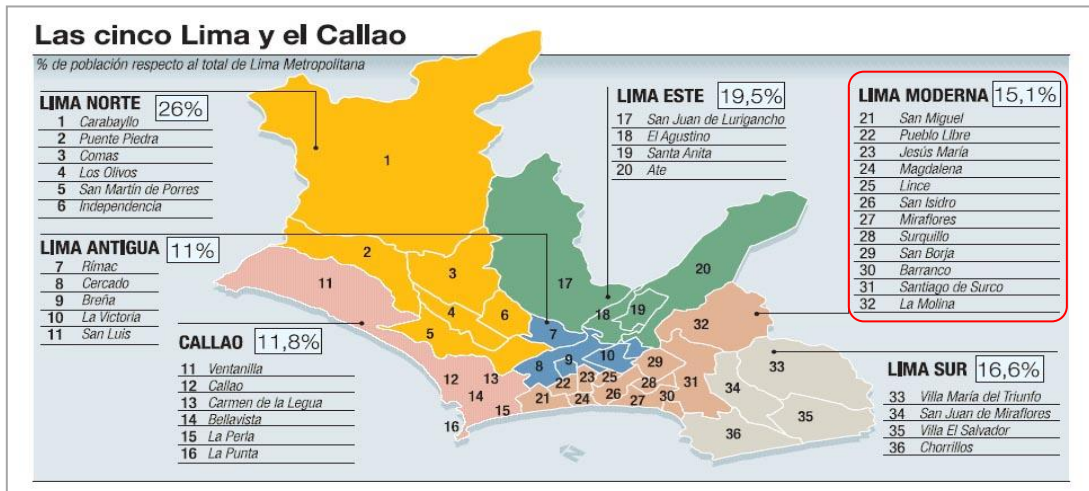 Las cinco Lima y el Callao
% de población respecto al total de Lima Metropolitana
LIMA NORTE 26%
1 Carabayllo
2 Puente Piedra
3 Comas
4 Los Olivos
5 San Martín de Porres
6 Independencia
LIMA ANTIGUA 11%
7 Rímac
8 Cercado
9 Breña
10 La Victoria
11 San Luis
CALLAO 11,8%
11 Ventanilla
12 Callao
13 Carmen de la Legua
14 Bellavista
15 La Perla
16 La Punta
LIMA ESTE 19,5%
17 San Juan de Lurigancho
18 El Agustino
19 Santa Anita
20 Ate
LIMA MODERNA 15,1%
21 San Miguel
22 Pueblo Libre
23 Jesús María
24 Magdalena
25 Lince
26 San Isidro
27 Miraflores
28 Surquillo
29 San Borja
30 Barranco
31 Santiago de Surco
32 La Molina
LIMA SUR 16,6%
33 Villa María del Triunfo
34 San Juan de Miraflores
35 Villa El Salvador
36 Chorrillos
1
2
3
11
17
20
4
6
19
18
5
7
32
9
10
29
33
8
12
13
22
23
25
28
31
34
14
21
24
26
27
30
15
35
16
36